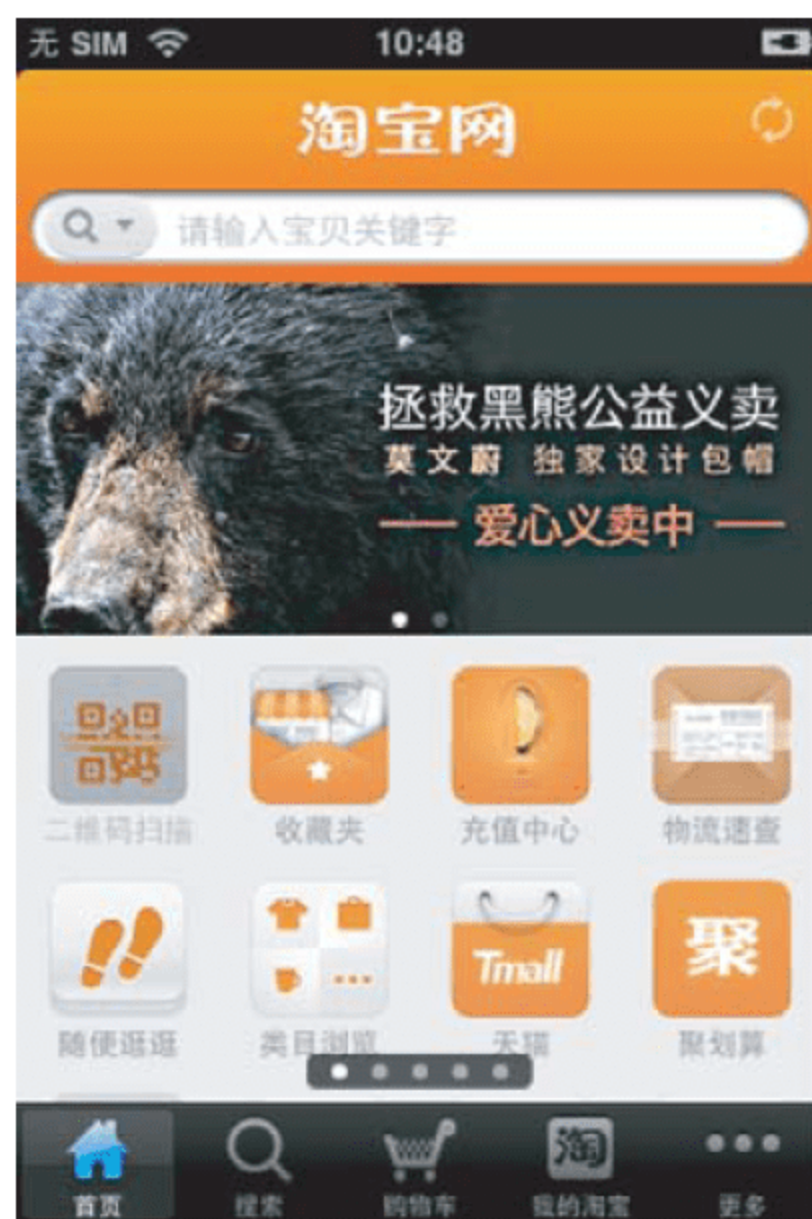 无 SIM 10:48
淘宝网
请输入宝贝关键字
拯救黑熊公益义卖
莫文蔚 独家设计包帽
爱心义卖中
二维码扫描 收藏夹 充值中心 物流速查
Tmall 聚
随便逛逛 类目浏览 天猫 聚划算
淘
首页 搜索 购物车 我的淘宝 更多